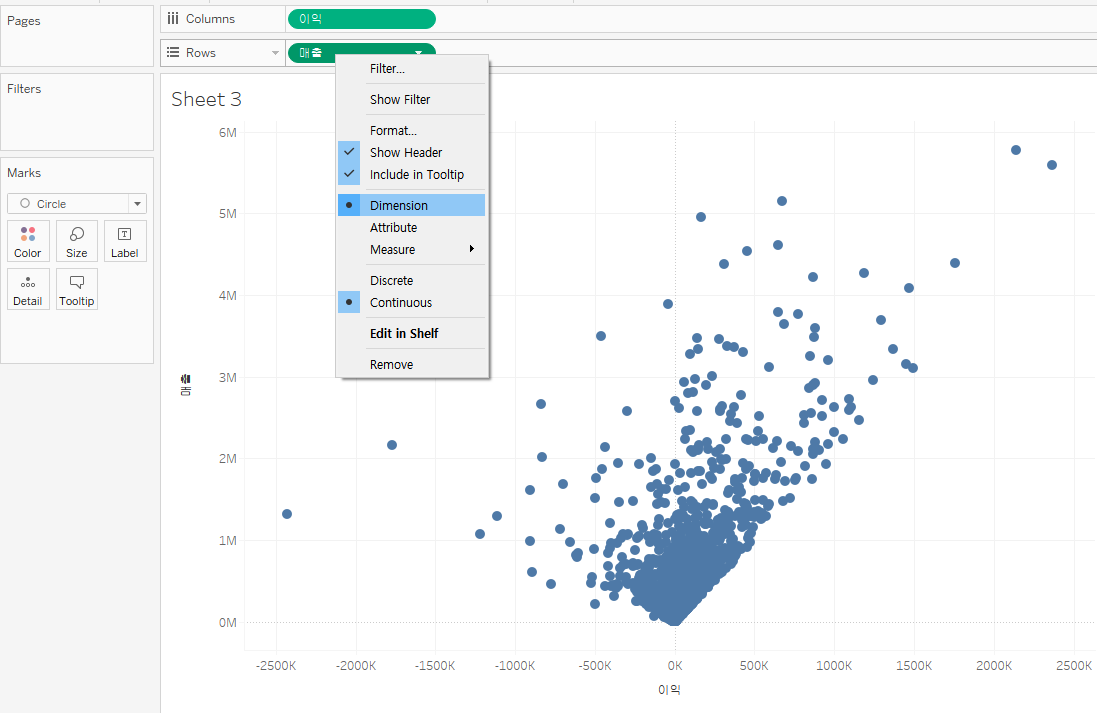 Pages
Columns
이익
Rows
매출
Filters
Marks
Circle
Color
Size
Label
Detail
Tooltip
Sheet 3
Filter...
Show Filter
Format...
Show Header
Include in Tooltip
Dimension
Attribute
Measure
Discrete
Continuous
Edit in Shelf
Remove
6M
5M
4M
3M
2M
1M
0M
매출
-2500K
-2000K
-1500K
-1000K
-500K
0K
500K
1000K
1500K
2000K
2500K
이익